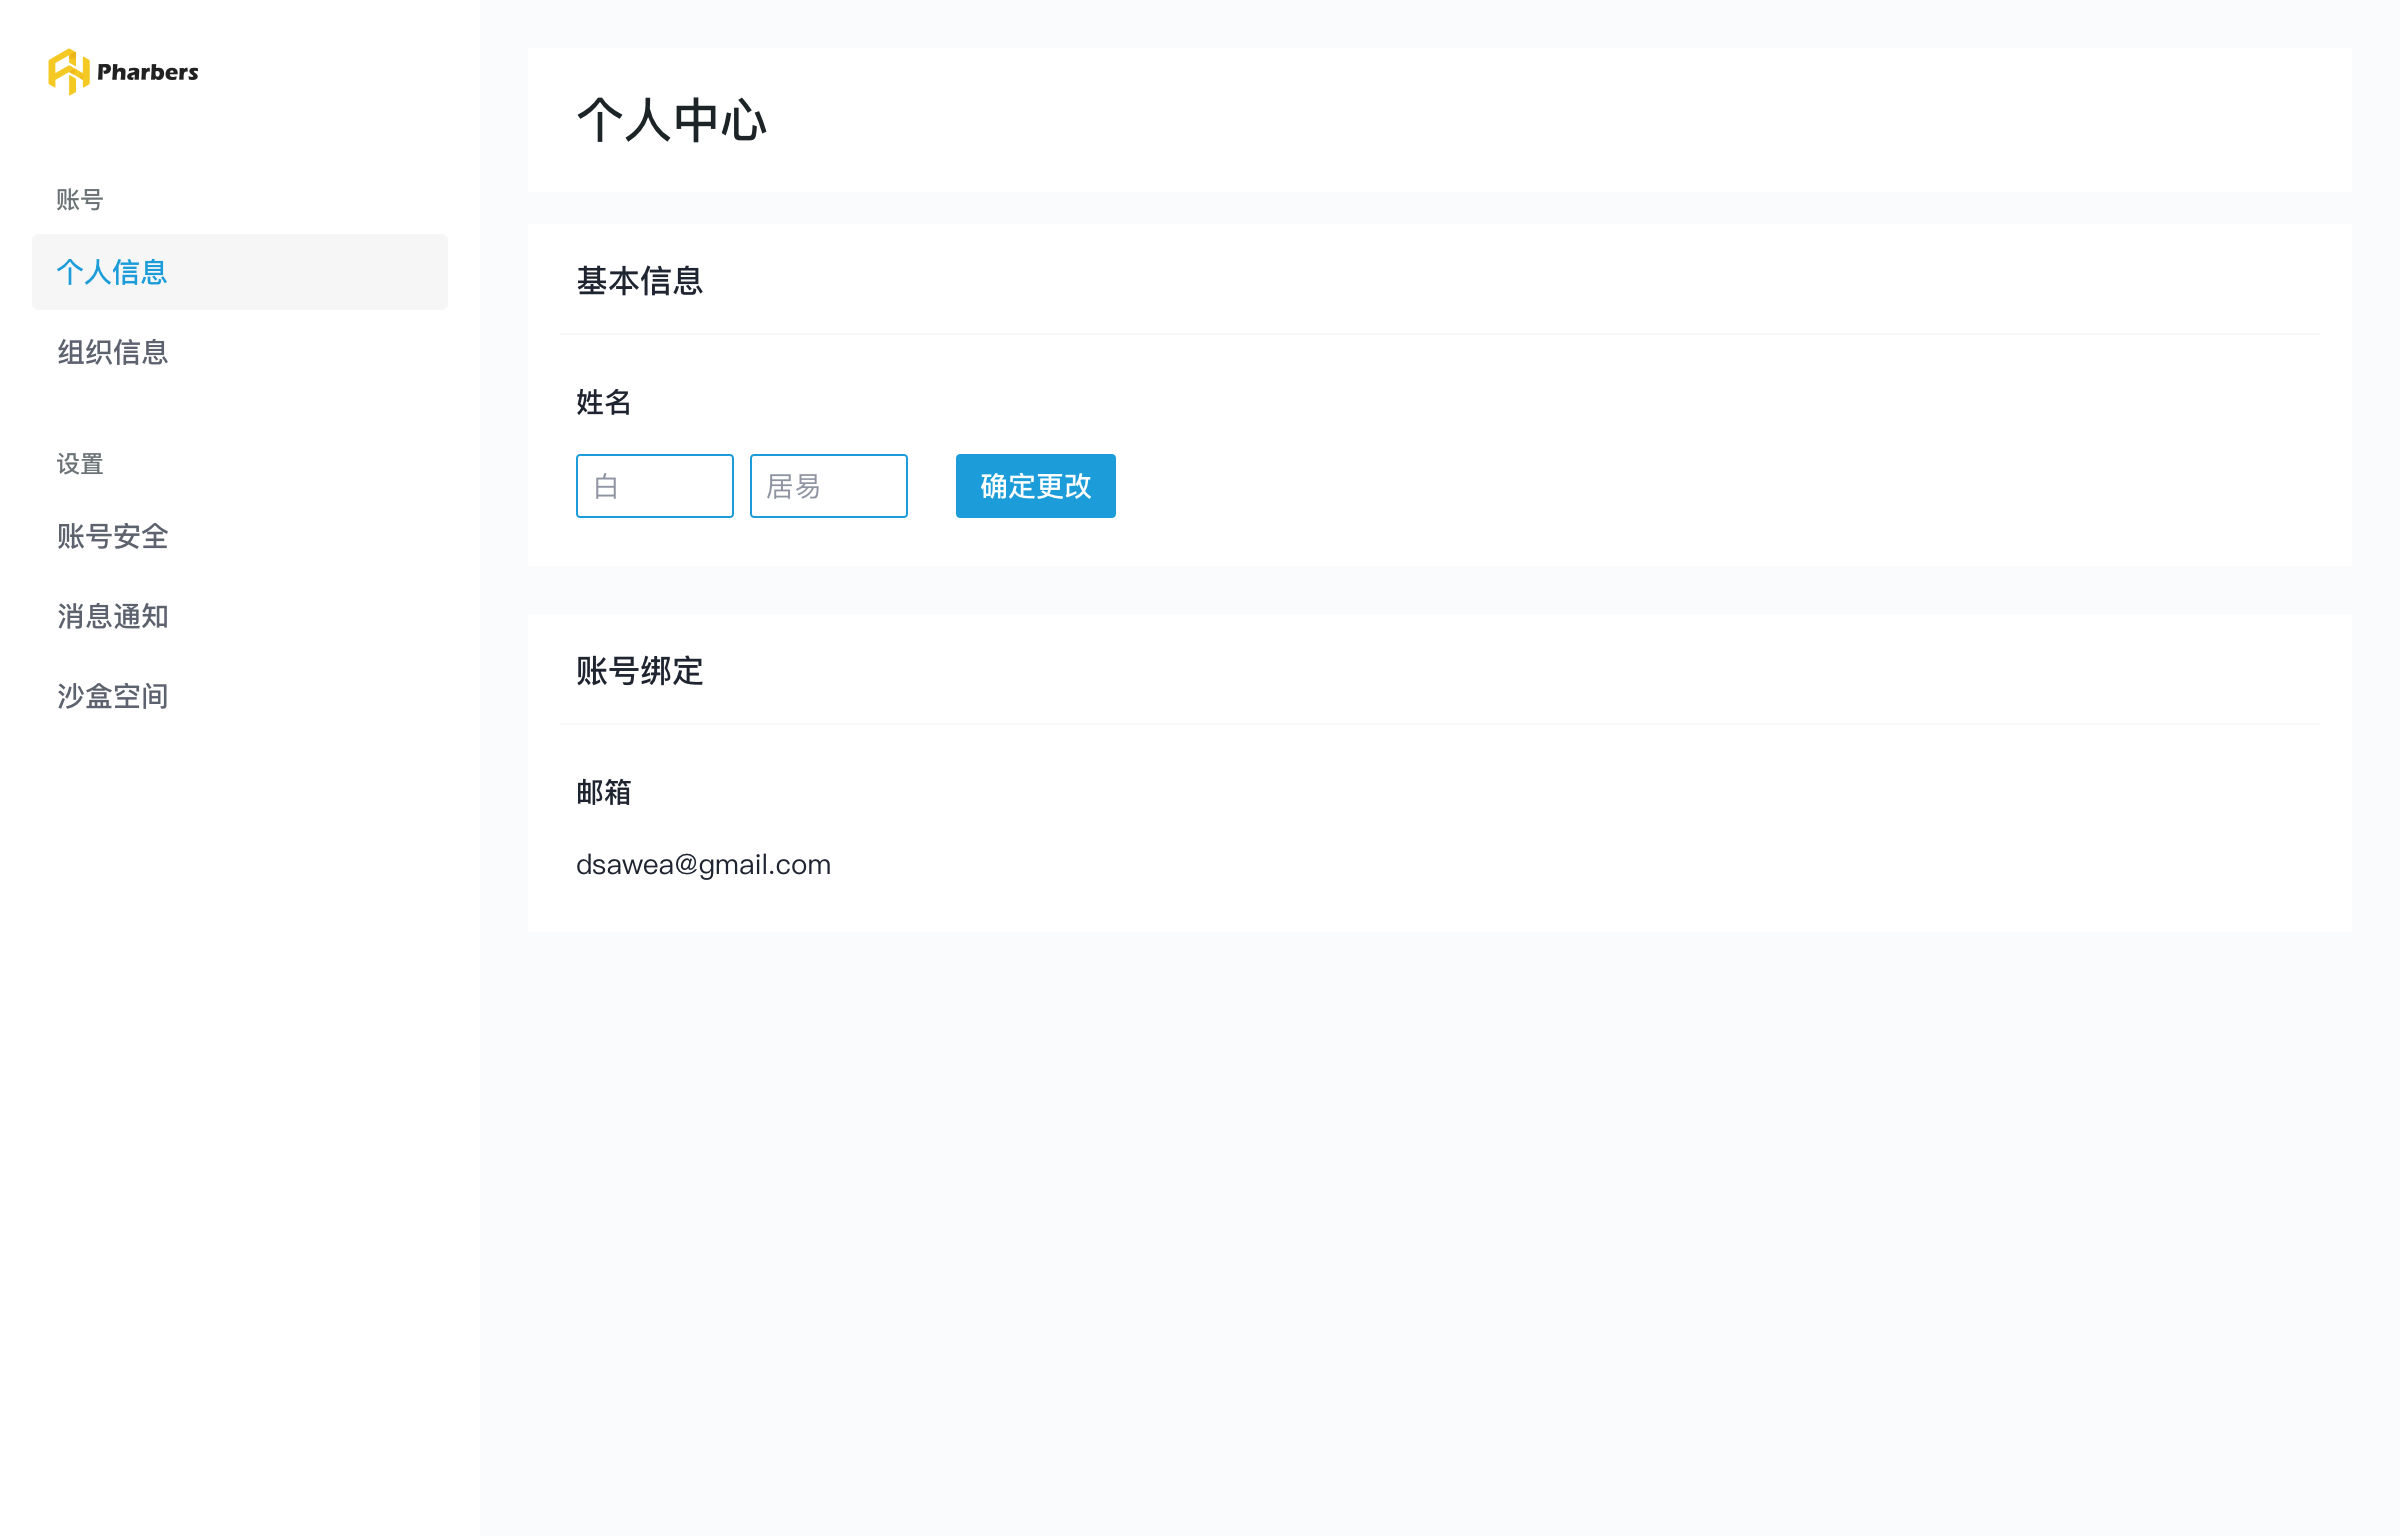 Pharbers
账号
个人信息
组织信息
设置
账号安全
消息通知
沙盒空间
个人中心
基本信息
姓名
白 居易 确定更改
账号绑定
邮箱
dsawea@gmail.com